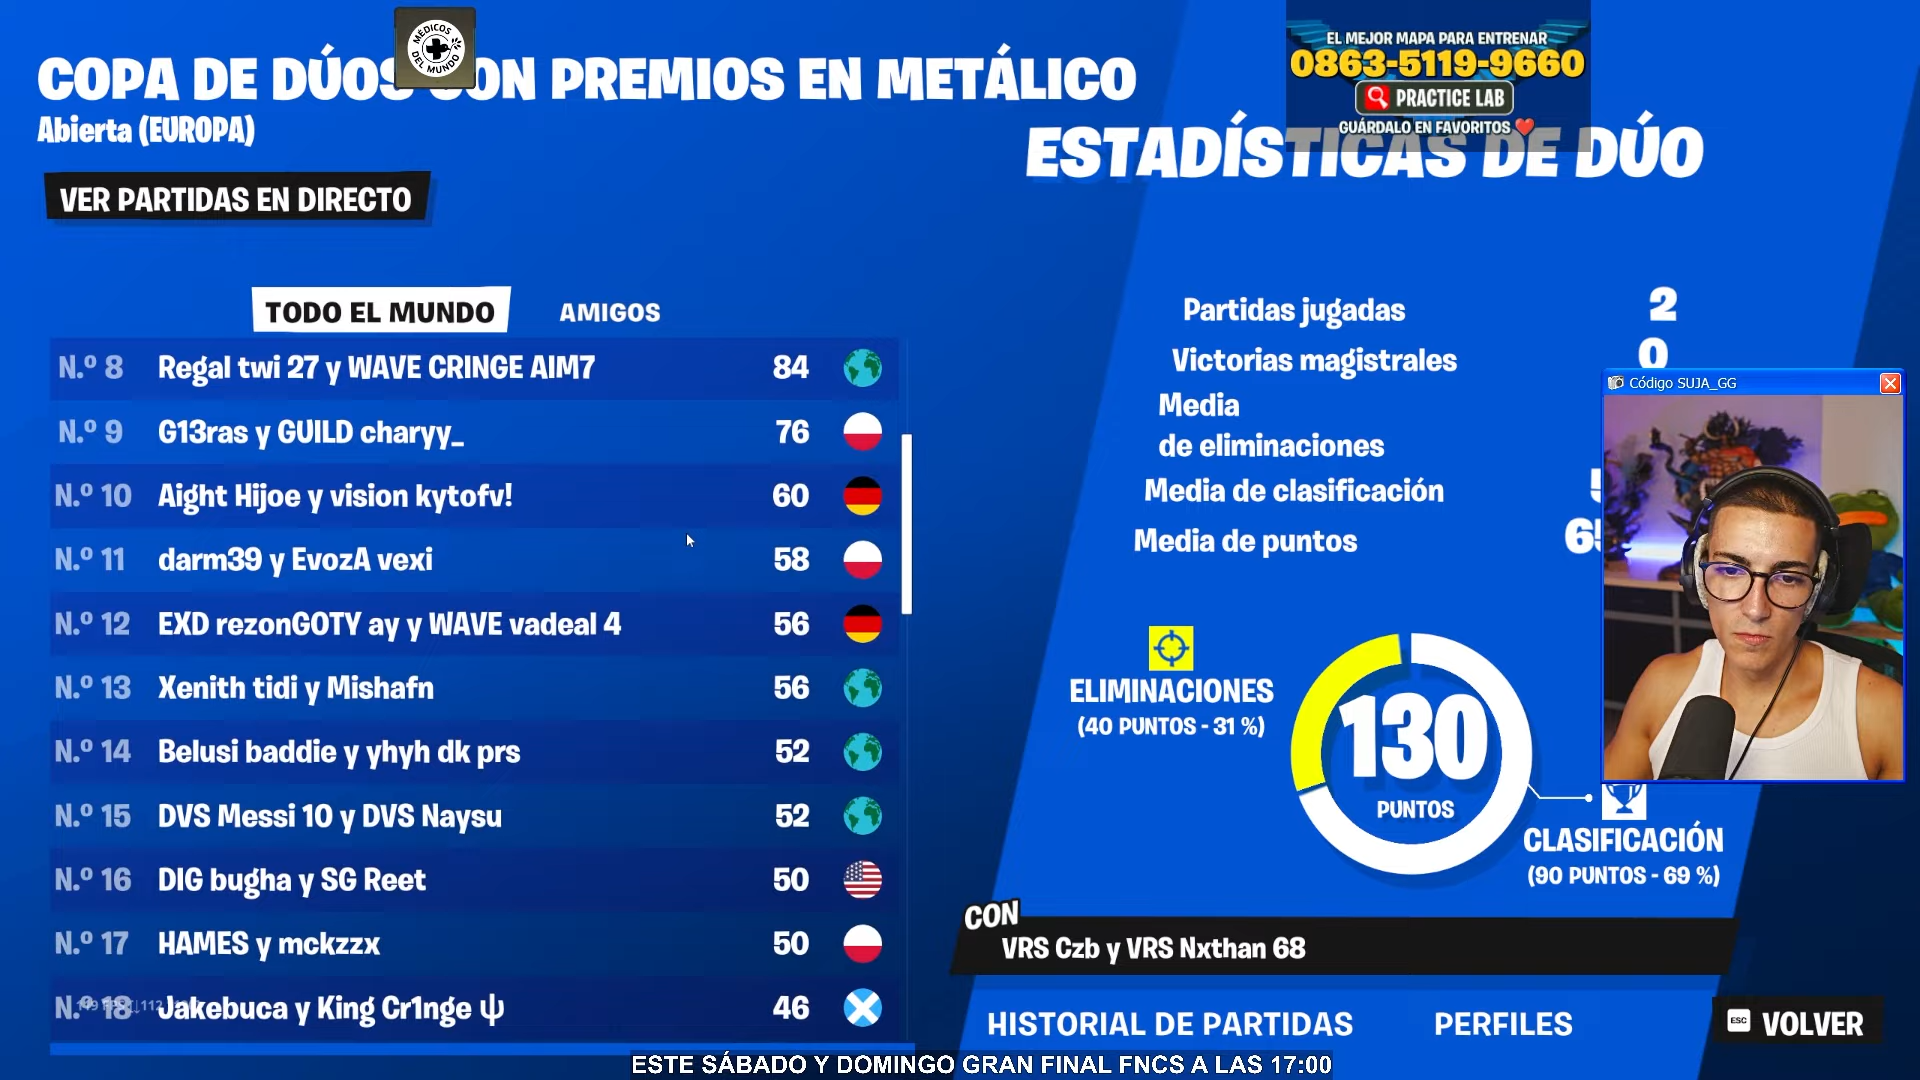 COPA DE DÚOS CON PREMIOS EN METÁLICO
Abierta (EUROPA)
MÉDICOS DEL MUNDO
EL MEJOR MAPA PARA ENTRENAR
0863-5119-9660
PRACTICE LAB
GUÁRDALO EN FAVORITOS
VER PARTIDAS EN DIRECTO
TODO EL MUNDO AMIGOS
N.º 8 Regal twi 27 y WAVE CRINGE AIM7 84
N.º 9 G13ras y GUILD charyy_ 76
N.º 10 Aight Hijoe y vision kytofv! 60
N.º 11 darm39 y EvozA vexi 58
N.º 12 EXD rezonGOTY ay y WAVE vadeal 4 56
N.º 13 Xenith tidi y Mishafn 56
N.º 14 Belusi baddie y yhyh dk prs 52
N.º 15 DVS Messi 10 y DVS Naysu 52
N.º 16 DIG bugha y SG Reet 50
N.º 17 HAMES y mckzzx 50
N.º 18 Jakebuca y King Cr1nge ψ 46
ESTADÍSTICAS DE DÚO
Partidas jugadas 2
Victorias magistrales 0
Media
de eliminaciones
Media de clasificación
Media de puntos
Código SUJA_GG
ELIMINACIONES
(40 PUNTOS - 31 %)
130
PUNTOS
CLASIFICACIÓN
(90 PUNTOS - 69 %)
CON
VRS Czb y VRS Nxthan 68
HISTORIAL DE PARTIDAS PERFILES ESC VOLVER
ESTE SÁBADO Y DOMINGO GRAN FINAL FNCS A LAS 17:00